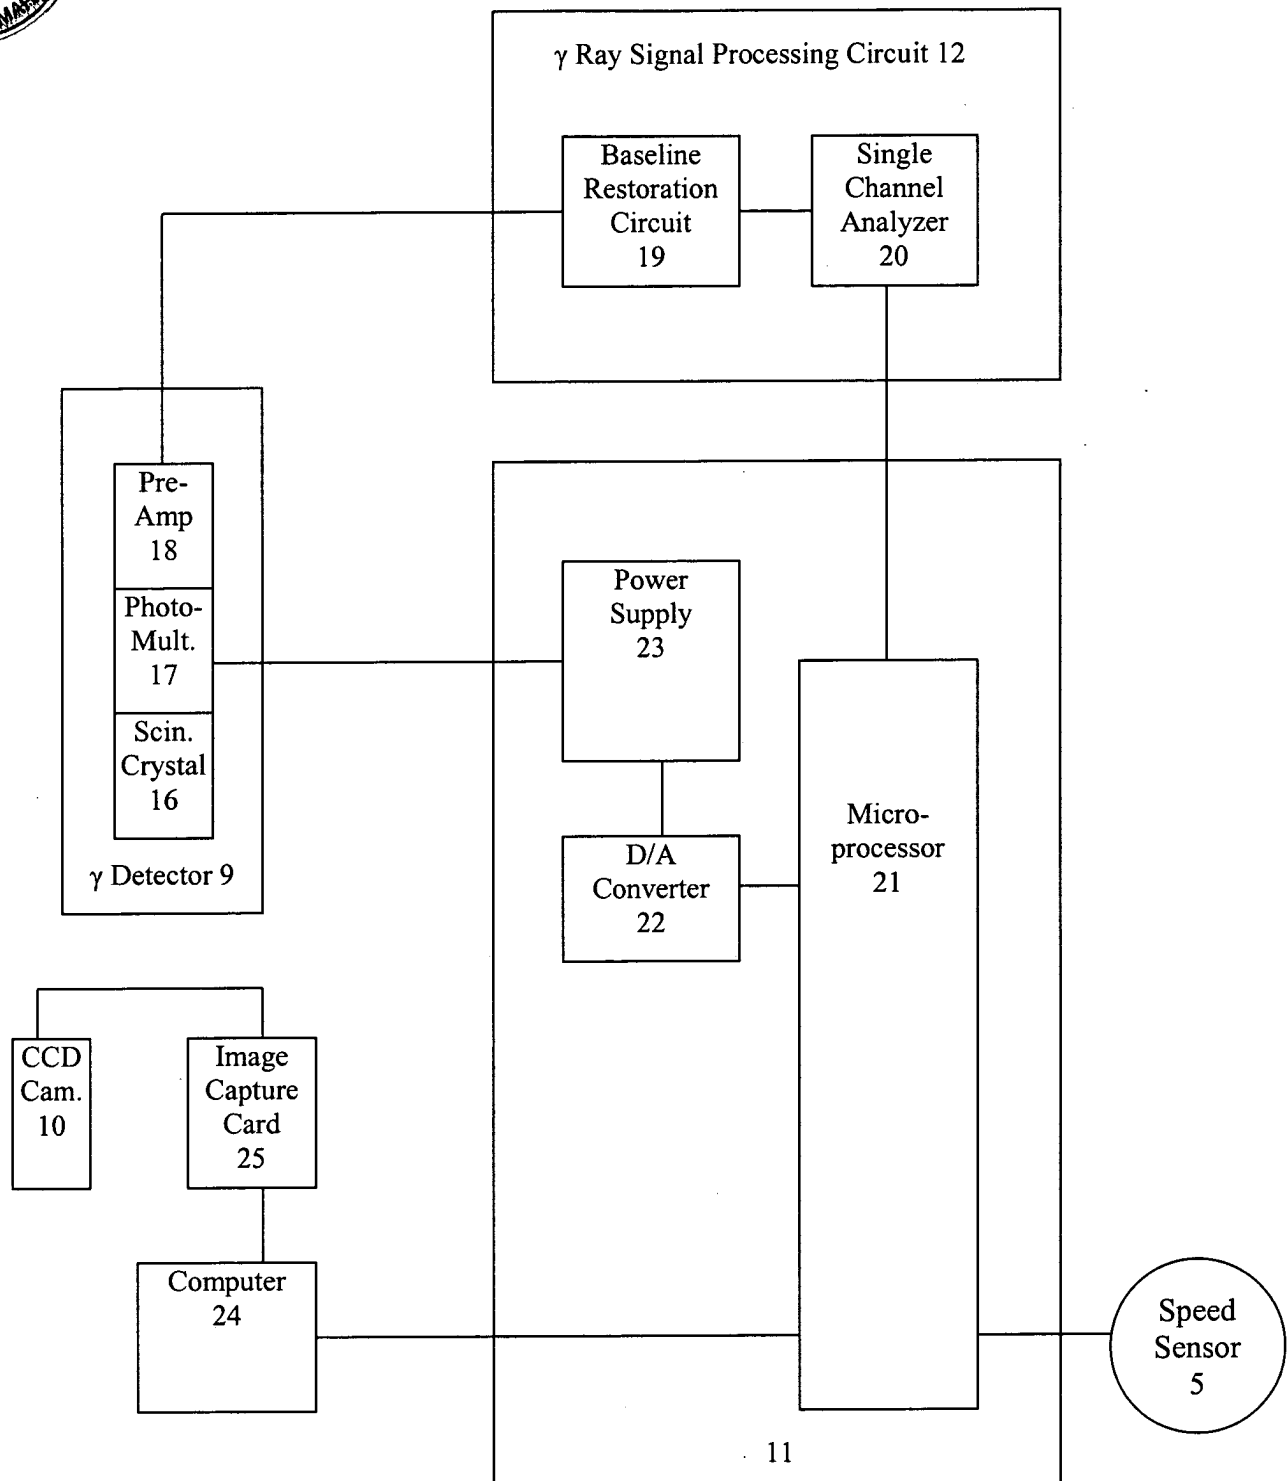 γ Ray Signal Processing Circuit 12
Baseline
Restoration
Circuit
19
Single
Channel
Analyzer
20
Pre-
Amp
18
Photo-
Mult.
17
Scin.
Crystal
16
γ Detector 9
Power
Supply
23
D/A
Converter
22
Micro-
processor
21
CCD
Cam.
10
Image
Capture
Card
25
Computer
24
Speed
Sensor
5
11